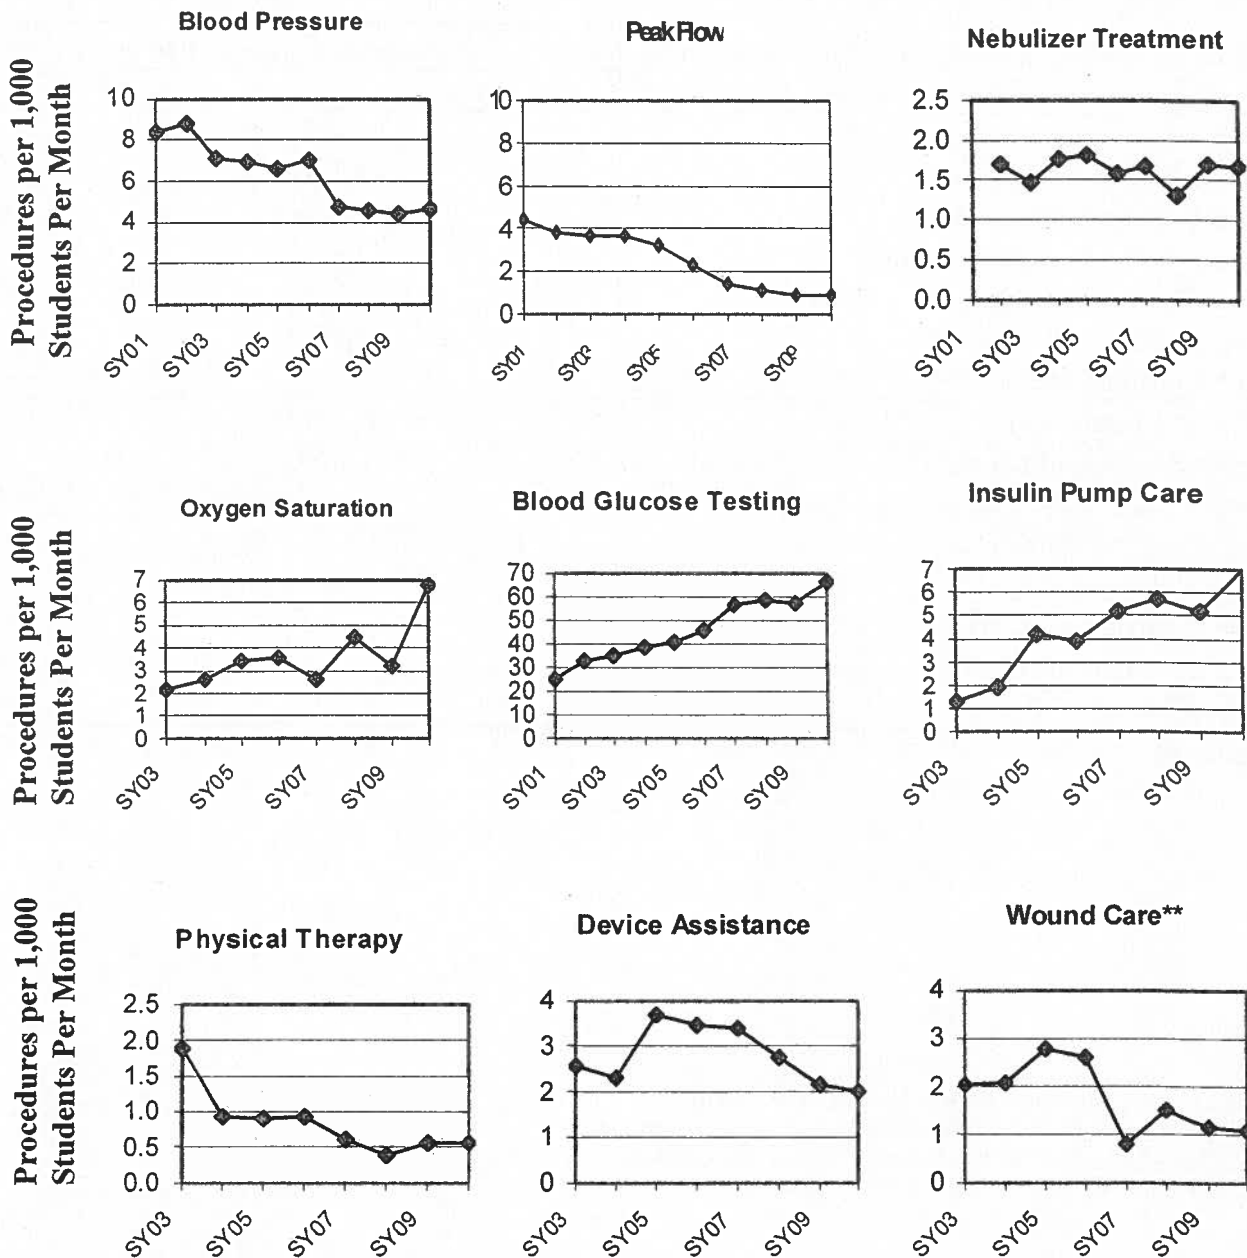 Blood Pressure
Peak Flow
Nebulizer Treatment
Procedures per 1,000
Students Per Month
10
8
6
4
2
0
SY01
SY03
SY05
SY07
SY09
10
8
6
4
2
0
SY01
SY07
2.5
2.0
1.5
1.0
0.5
0.0
SY01
SY03
SY05
SY07
SY09
Oxygen Saturation
Blood Glucose Testing
Insulin Pump Care
Procedures per 1,000
Students Per Month
7
6
5
4
3
2
1
0
SY03
SY05
SY07
SY09
70
60
50
40
30
20
10
0
SY01
SY03
SY05
SY07
SY09
7
6
5
4
3
2
1
0
SY03
SY05
SY07
SY09
Physical Therapy
Device Assistance
Wound Care**
Procedures per 1,000
Students Per Month
2.5
2.0
1.5
1.0
0.5
0.0
SY03
SY05
SY07
SY09
4
3
2
1
0
SY03
SY05
SY07
SY09
4
3
2
1
0
SY03
SY05
SY07
SY09